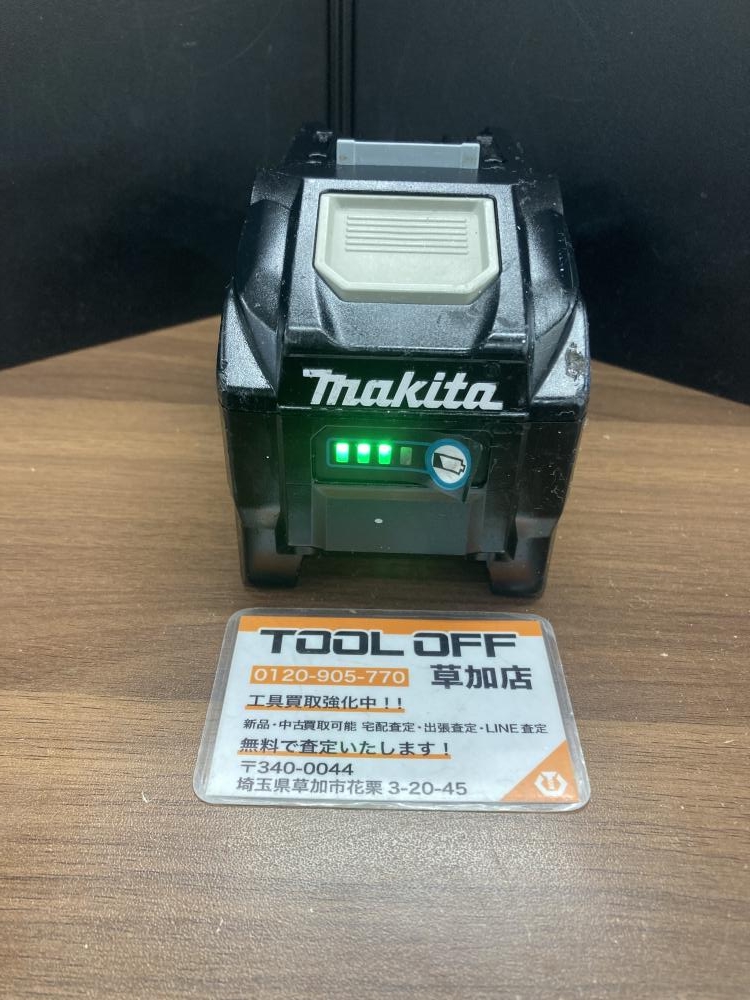 makita
TOOL OFF
0120-905-770 草加店
工具買取強化中!!
新品・中古買取可能 宅配査定・出張査定・LINE査定
無料で査定いたします!
〒340-0044
埼玉県草加市花栗 3-20-45